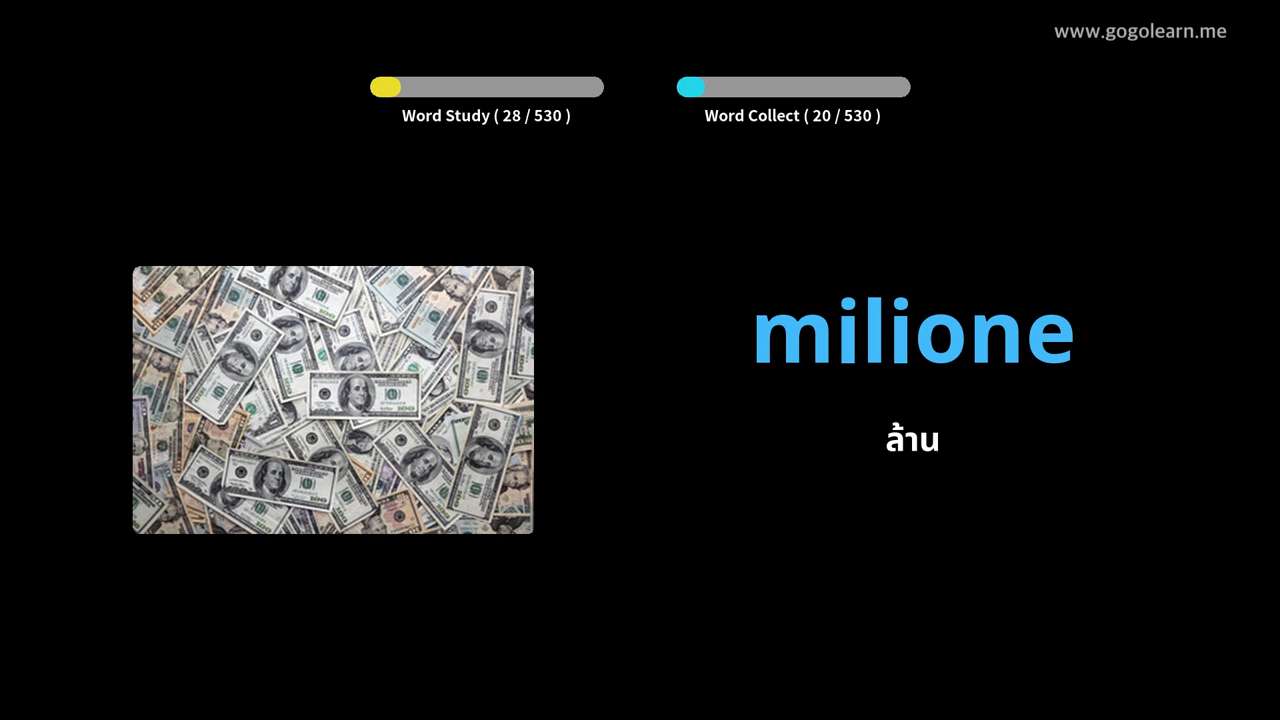 www.gogolearn.me
Word Study ( 28 / 530 )
Word Collect ( 20 / 530 )
milione
ล้าน